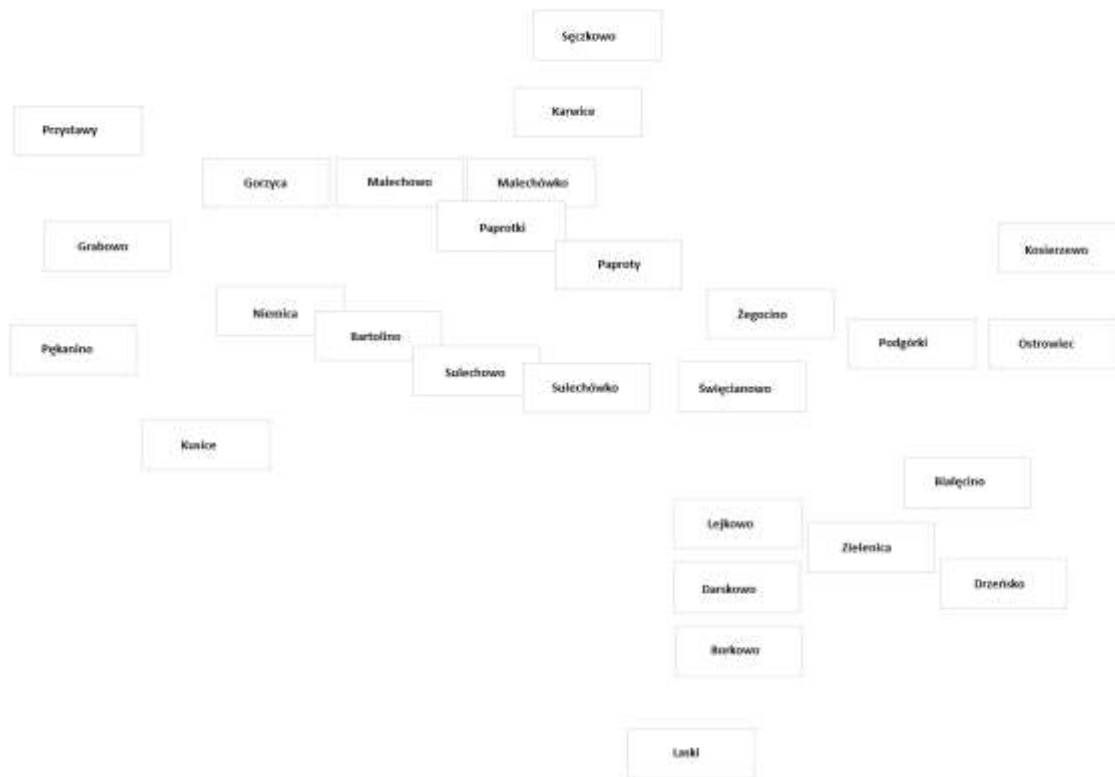 Sęczkowo
Karwice
Przystawy
Gorzyca
Malechowo
Malechówko
Paprotki
Grabowo
Paproty
Kosierzewo
Niemica
Żegocino
Bartolino
Podgórki
Ostrowiec
Pękanino
Sulechowo
Sulechówko
Święcianowo
Kusice
Białęcino
Lejkowo
Zielenica
Drzeńsko
Darskowo
Borkowo
Laski